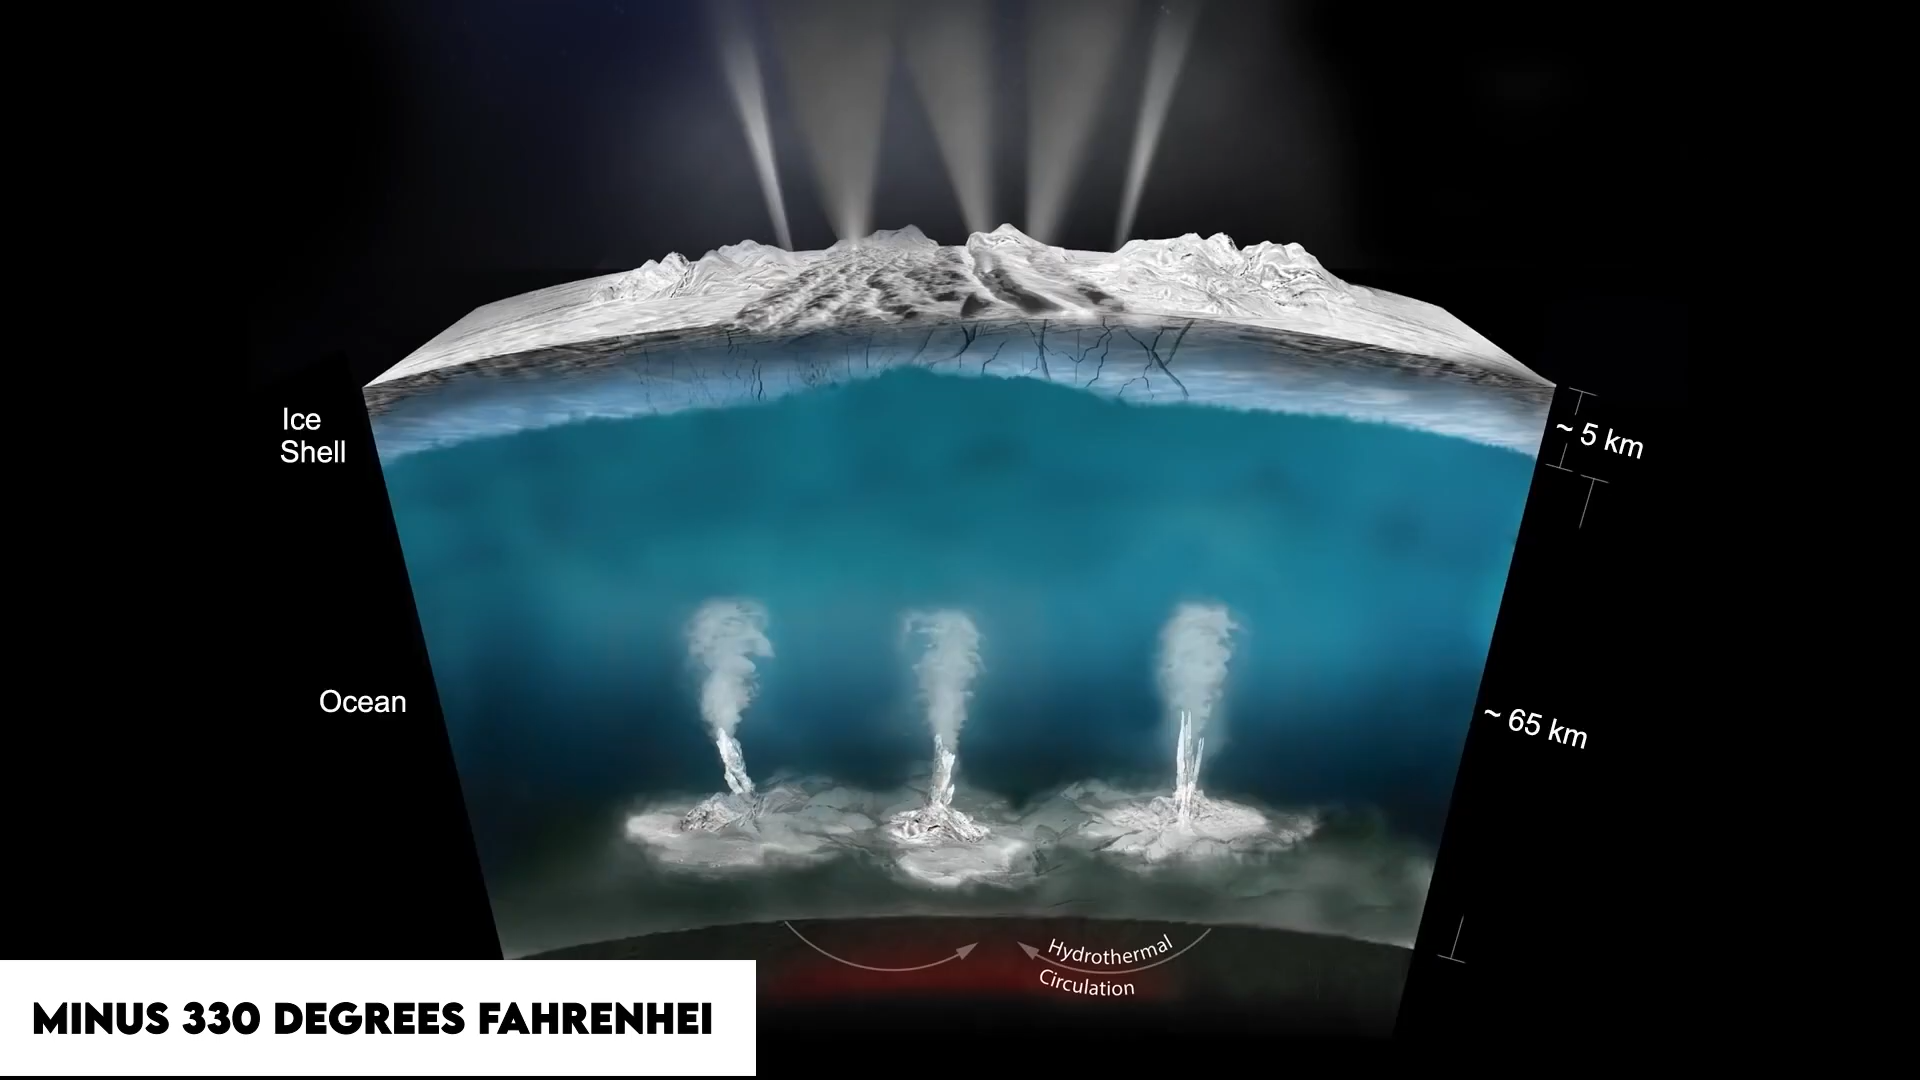 Ice
Shell
~ 5 km
Ocean
~ 65 km
Hydrothermal
Circulation
MINUS 330 DEGREES FAHRENHEI